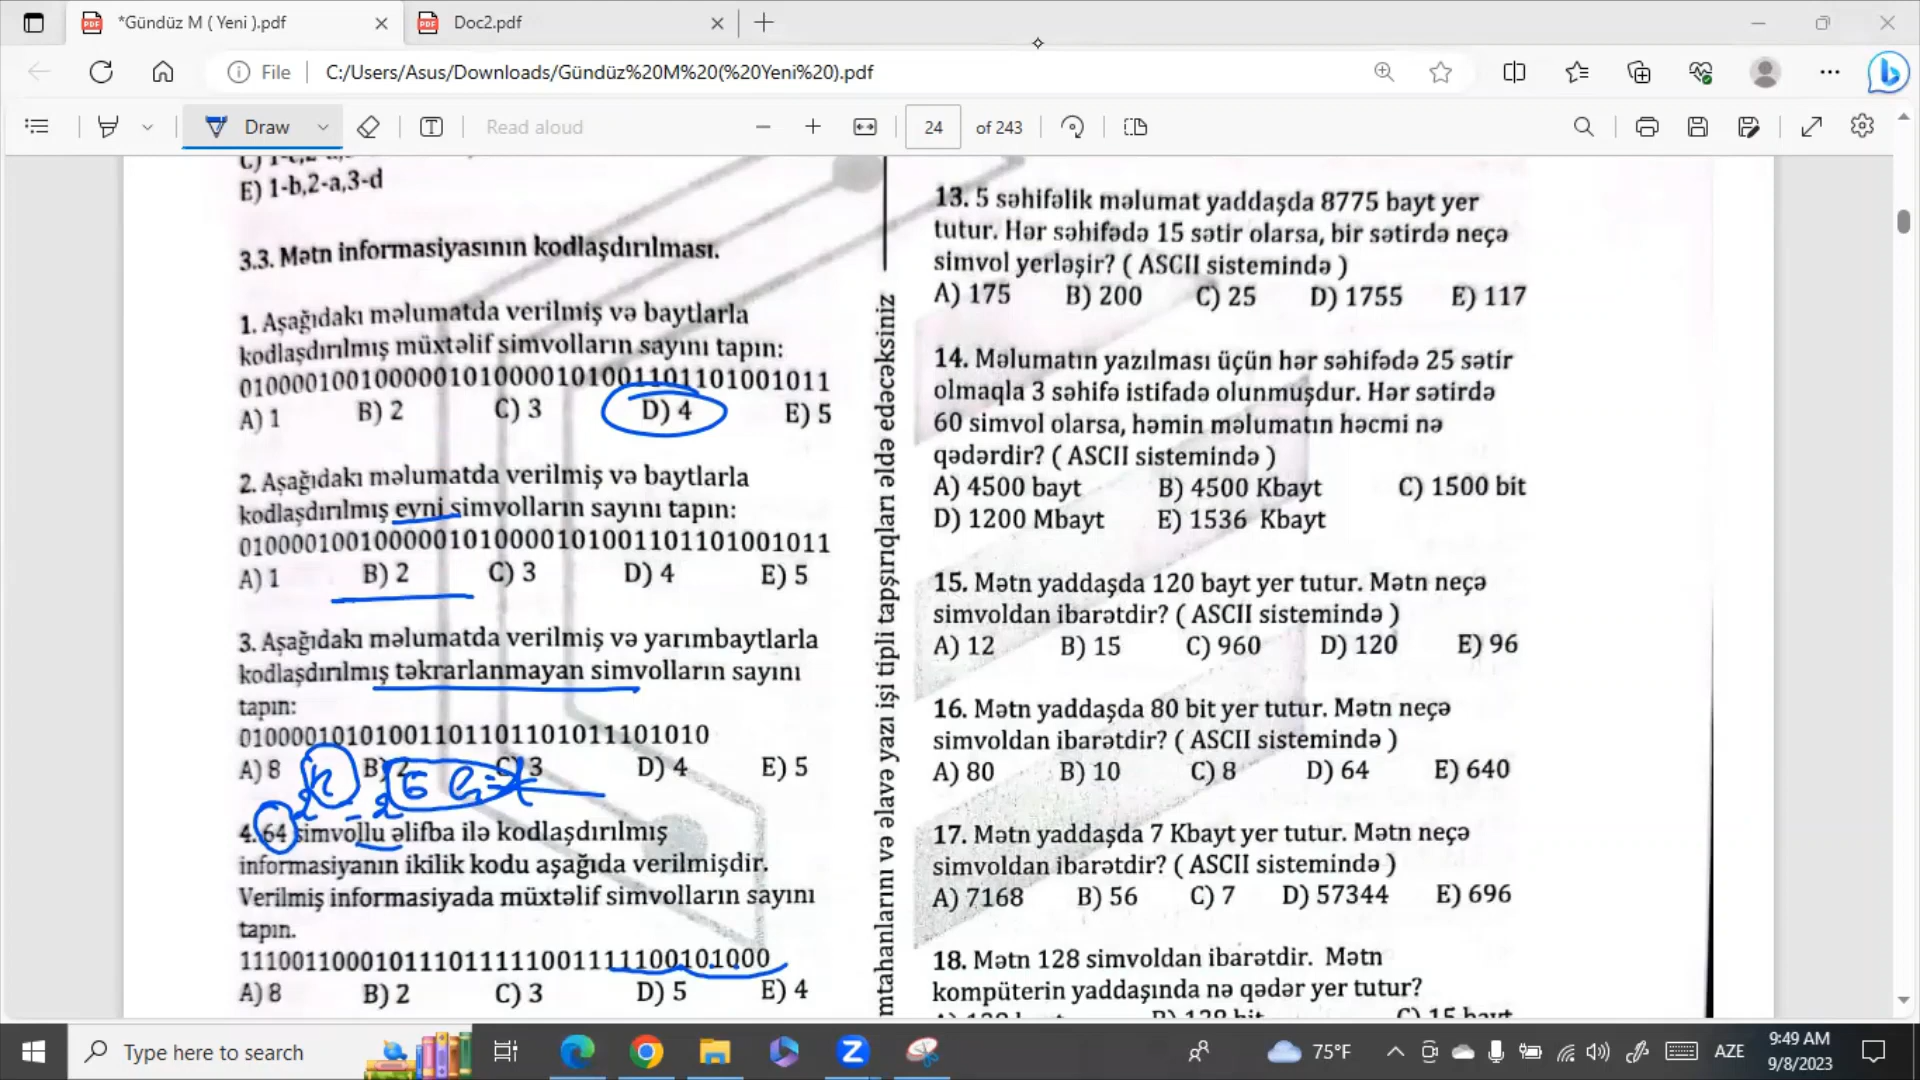 *Gündüz M ( Yeni ).pdf
Doc2.pdf
File
C:/Users/Asus/Downloads/Gündüz%20M%20(%20Yeni%20).pdf
Draw
Read aloud
24
of 243
E) 1-b,2-a,3-d
3.3. Mətn informasiyasının kodlaşdırılması.
1. Aşağıdakı məlumatda verilmiş və baytlarla
kodlaşdırılmış müxtəlif simvolların sayını tapın:
0100001001000001010000101001101101001011
A) 1 B) 2 C) 3 D) 4 E) 5
2. Aşağıdakı məlumatda verilmiş və baytlarla
kodlaşdırılmış eyni simvolların sayını tapın:
0100001001000001010000101001101101001011
A) 1 B) 2 C) 3 D) 4 E) 5
3. Aşağıdakı məlumatda verilmiş və yarımbaytlarla
kodlaşdırılmış təkrarlanmayan simvolların sayını
tapın:
01000010101001101101101011101010
A) 8 B) 2 C) 3 D) 4 E) 5
4. 64 simvollu əlifba ilə kodlaşdırılmış
informasiyanın ikilik kodu aşağıda verilmişdir.
Verilmiş informasiyada müxtəlif simvolların sayını
tapın.
111001100010111011111100111111100101000
A) 8 B) 2 C) 3 D) 5 E) 4
mtahanlarını və əlavə yazı işi tipli tapşırıqları əldə edəcəksiniz
13. 5 səhifəlik məlumat yaddaşda 8775 bayt yer
tutur. Hər səhifədə 15 sətir olarsa, bir sətirdə neçə
simvol yerləşir? ( ASCII sistemində )
A) 175 B) 200 C) 25 D) 1755 E) 117
14. Məlumatın yazılması üçün hər səhifədə 25 sətir
olmaqla 3 səhifə istifadə olunmuşdur. Hər sətirdə
60 simvol olarsa, həmin məlumatın həcmi nə
qədərdir? ( ASCII sistemində )
A) 4500 bayt B) 4500 Kbayt C) 1500 bit
D) 1200 Mbayt E) 1536 Kbayt
15. Mətn yaddaşda 120 bayt yer tutur. Mətn neçə
simvoldan ibarətdir? ( ASCII sistemində )
A) 12 B) 15 C) 960 D) 120 E) 96
16. Mətn yaddaşda 80 bit yer tutur. Mətn neçə
simvoldan ibarətdir? ( ASCII sistemində )
A) 80 B) 10 C) 8 D) 64 E) 640
17. Mətn yaddaşda 7 Kbayt yer tutur. Mətn neçə
simvoldan ibarətdir? ( ASCII sistemində )
A) 7168 B) 56 C) 7 D) 57344 E) 696
18. Mətn 128 simvoldan ibarətdir. Mətn
kompüterin yaddaşında nə qədər yer tutur?
Type here to search
75°F
AZE
9:49 AM
9/8/2023